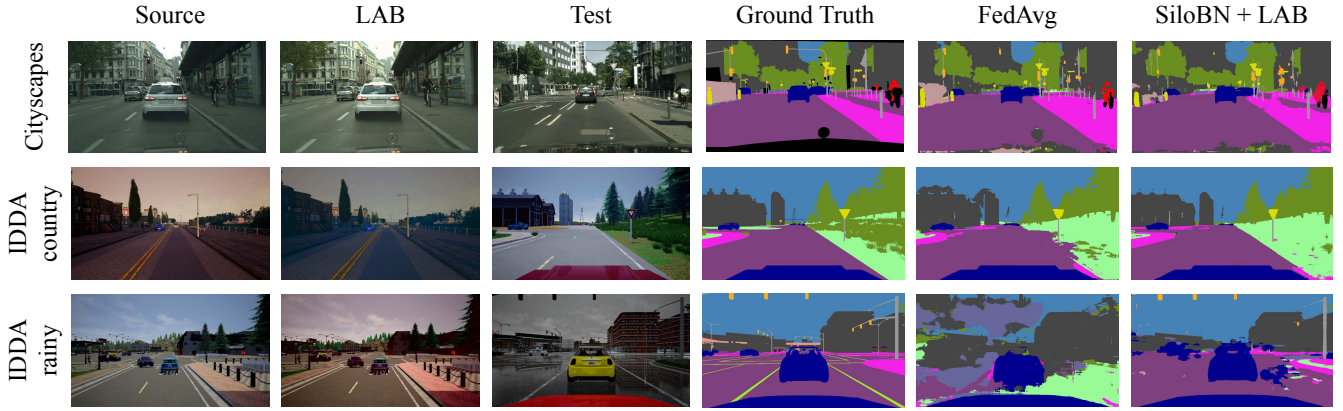 Source
LAB
Test
Ground Truth
FedAvg
SiloBN + LAB
Cityscapes
IDDA
country
IDDA
rainy